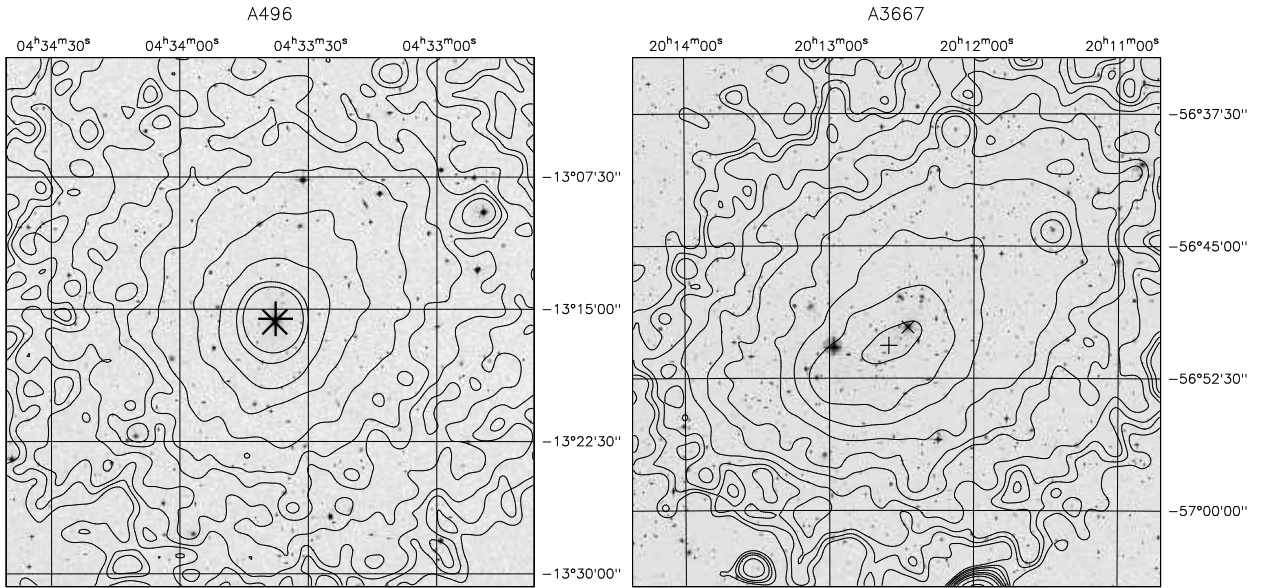 A496
A3667
04ʰ34ᵐ30ˢ 04ʰ34ᵐ00ˢ 04ʰ33ᵐ30ˢ 04ʰ33ᵐ00ˢ
20ʰ14ᵐ00ˢ 20ʰ13ᵐ00ˢ 20ʰ12ᵐ00ˢ 20ʰ11ᵐ00ˢ
-13°07'30"
-13°15'00"
-13°22'30"
-13°30'00"
-56°37'30"
-56°45'00"
-56°52'30"
-57°00'00"